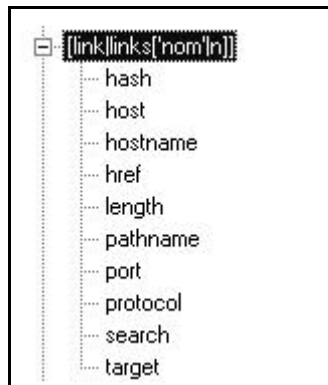 [link|links['nom'|n]]
hash
host
hostname
href
length
pathname
port
protocol
search
target